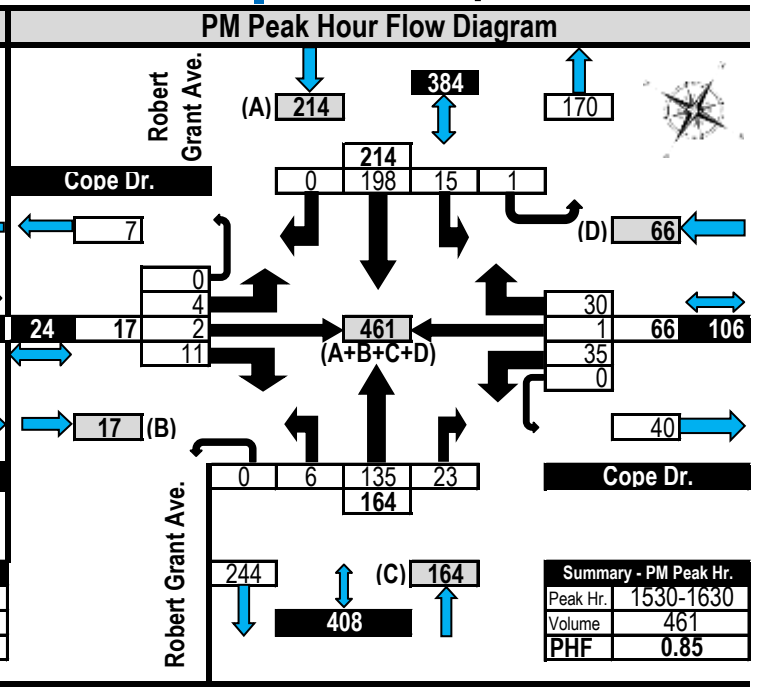 PM Peak Hour Flow Diagram
Robert
Grant Ave.
(A) 214
384
170
214
Cope Dr.
0 198 15 1
7
(D) 66
0
4
30
24 17 2
461
1 66 106
(A+B+C+D)
11
35
0
17 (B)
40
0 6 135 23
Cope Dr.
164
Robert Grant Ave.
244
(C) 164
408
Summary - PM Peak Hr.
Peak Hr. 1530-1630
Volume 461
PHF 0.85